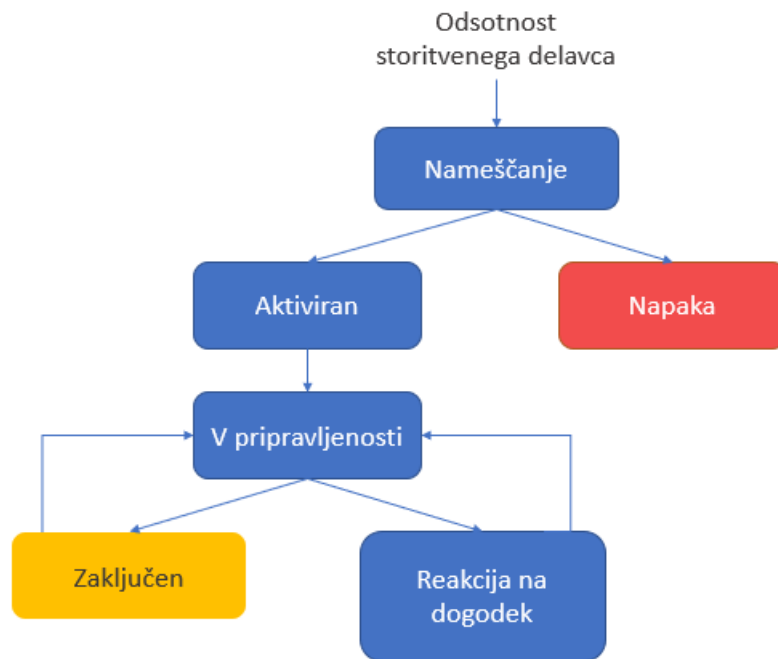 Odsotnost
storitvenega delavca
Nameščanje
Aktiviran
Napaka
V pripravljenosti
Zaključen
Reakcija na
dogodek